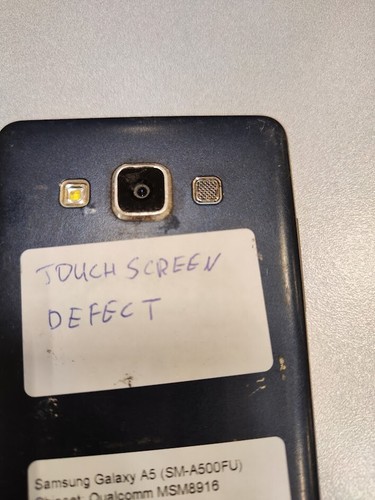 TOUCH SCREEN
DEFECT
Samsung Galaxy A5 (SM-A500FU)
Chipset: Qualcomm MSM8916